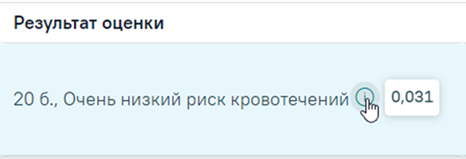 Результат оценки
20 б., Очень низкий риск кровотечений 0,031